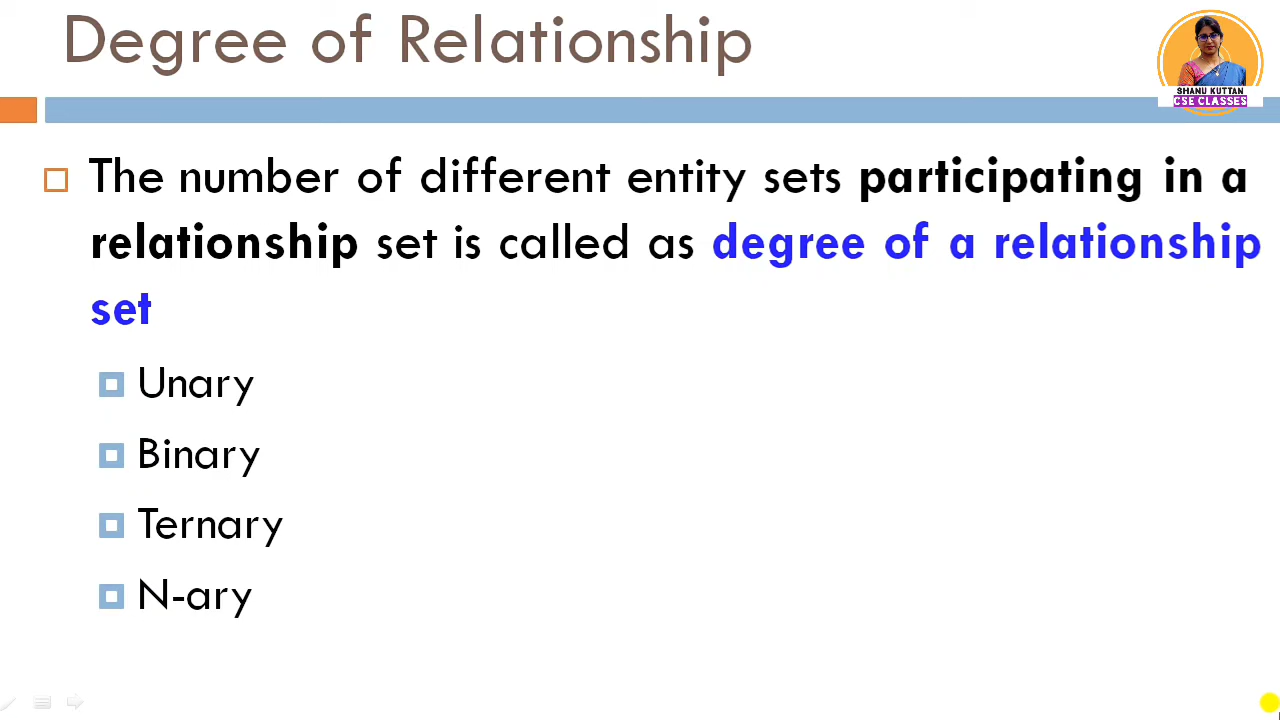 Degree of Relationship
SHANU KUTTAN
CSE CLASSES
The number of different entity sets participating in a
relationship set is called as degree of a relationship
set
Unary
Binary
Ternary
N-ary